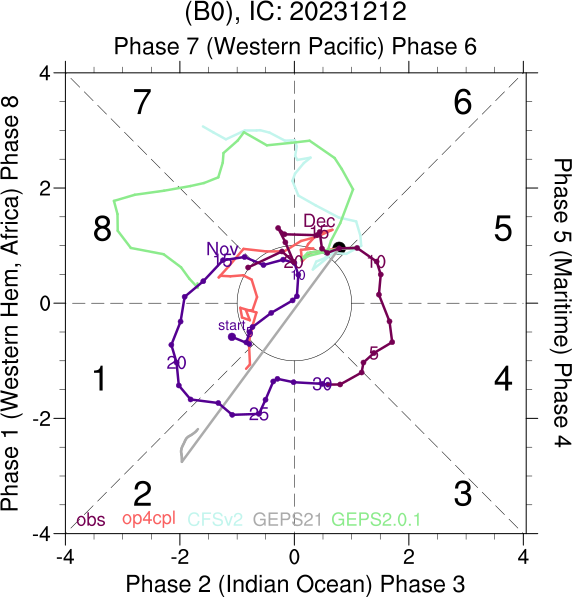 (B0), IC: 20231212
Phase 7 (Western Pacific) Phase 6
Phase 1 (Western Hem, Africa) Phase 8
Phase 5 (Maritime) Phase 4
Phase 2 (Indian Ocean) Phase 3
4
2
0
-2
-4
-4 -2 0 2 4
7 6
8 5
1 4
2 3
Dec
15
Nov
15
20
10
10
start
5
5
20
30
25
obs op4cpl CFSv2 GEPS21 GEPS2.0.1